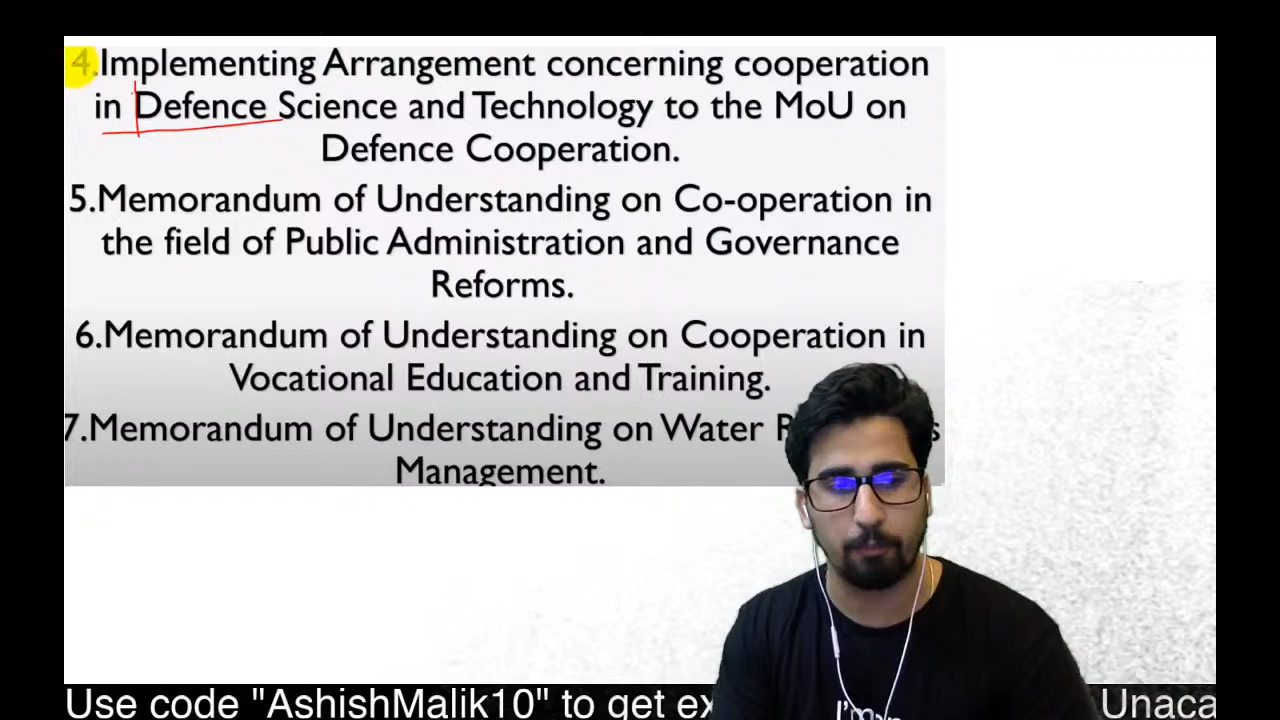 4.Implementing Arrangement concerning cooperation
in Defence Science and Technology to the MoU on
Defence Cooperation.
5.Memorandum of Understanding on Co-operation in
the field of Public Administration and Governance
Reforms.
6.Memorandum of Understanding on Cooperation in
Vocational Education and Training.
7.Memorandum of Understanding on Water
Management.
Use code "AshishMalik10" to get
I'm